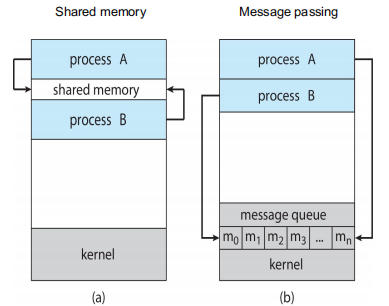 Shared memory
process A
shared memory
process B
kernel
(a)
Message passing
process A
process B
message queue
m0 m1 m2 m3 ... mn
kernel
(b)